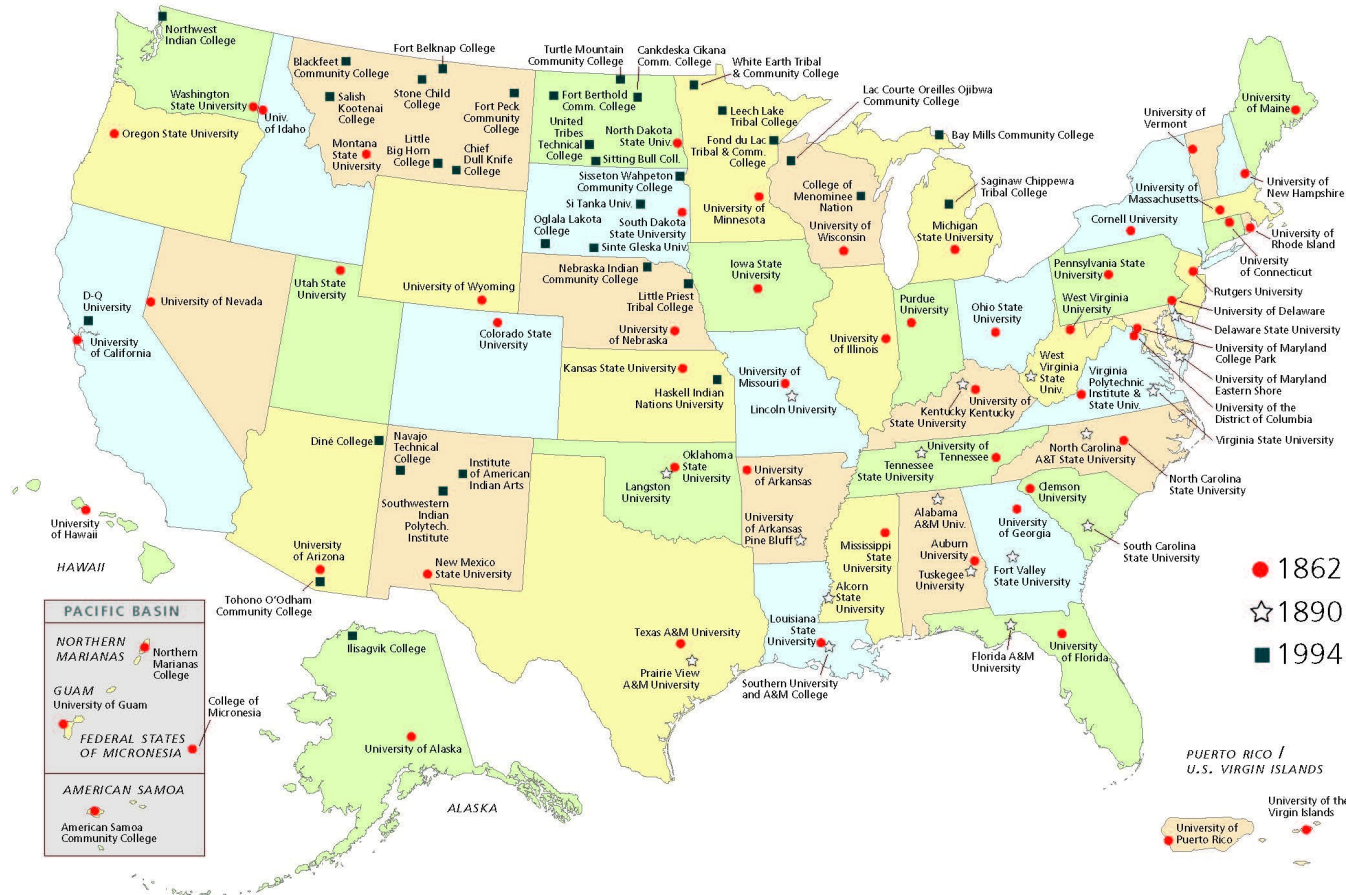 Northwest
Indian College
Washington
State University
Univ.
of Idaho
Oregon State University
Blackfeet
Community College
Fort Belknap College
Salish
Kootenai
College
Stone Child
College
Fort Peck
Community
College
Montana
State
University
Little
Big Horn
College
Chief
Dull Knife
College
Turtle Mountain
Community College
Cankdeska Cikana
Comm. College
Fort Berthold
Comm. College
United
Tribes
Technical
College
North Dakota
State Univ.
Sitting Bull Coll.
White Earth Tribal
& Community College
Leech Lake
Tribal College
Fond du Lac
Tribal & Comm.
College
Lac Courte Oreilles Ojibwa
Community College
Bay Mills Community College
Sisseton Wahpeton
Community College
Si Tanka Univ.
Oglala Lakota
College
South Dakota
State University
Sinte Gleska Univ.
University of
Minnesota
College of
Menominee
Nation
University of
Wisconsin
Saginaw Chippewa
Tribal College
Michigan
State University
University of
Vermont
University
of Maine
University of
New Hampshire
University of
Massachusetts
Cornell University
University of
Rhode Island
University
of Connecticut
D-Q
University
University
of California
University of Nevada
Utah State
University
University of Wyoming
Colorado State
University
Nebraska Indian
Community College
Little Priest
Tribal College
University
of Nebraska
Iowa State
University
Kansas State University
Haskell Indian
Nations University
University of
Missouri
Lincoln University
University
of Illinois
Purdue
University
Ohio State
University
Pennsylvania State
University
West Virginia
University
Rutgers University
University of Delaware
Delaware State University
University of Maryland
College Park
University of Maryland
Eastern Shore
University of the
District of Columbia
Virginia State University
West
Virginia
State
Univ.
Virginia
Polytechnic
Institute &
State Univ.
Kentucky
State University
University of
Kentucky
Diné College
Navajo
Technical
College
Institute
of American
Indian Arts
Southwestern
Indian
Polytech.
Institute
New Mexico
State University
University
of Arizona
Tohono O'Odham
Community College
Oklahoma
State
University
Langston
University
University
of Arkansas
University
of Arkansas
Pine Bluff
University of
Tennessee
Tennessee
State University
North Carolina
A&T State University
North Carolina
State University
Clemson
University
South Carolina
State University
Alabama
A&M Univ.
Auburn
University
Tuskegee
University
University
of Georgia
Fort Valley
State University
Mississippi
State
University
Alcorn
State
University
Louisiana
State
University
Southern University
and A&M College
Texas A&M University
Prairie View
A&M University
Florida A&M
University
University
of Florida
University
of Hawaii
HAWAII
1862
1890
1994
PACIFIC BASIN
NORTHERN
MARIANAS
Northern
Marianas
College
GUAM
University of Guam
College of
Micronesia
FEDERAL STATES
OF MICRONESIA
AMERICAN SAMOA
American Samoa
Community College
Ilisagvik College
University of Alaska
ALASKA
PUERTO RICO /
U.S. VIRGIN ISLANDS
University of the
Virgin Islands
University of
Puerto Rico